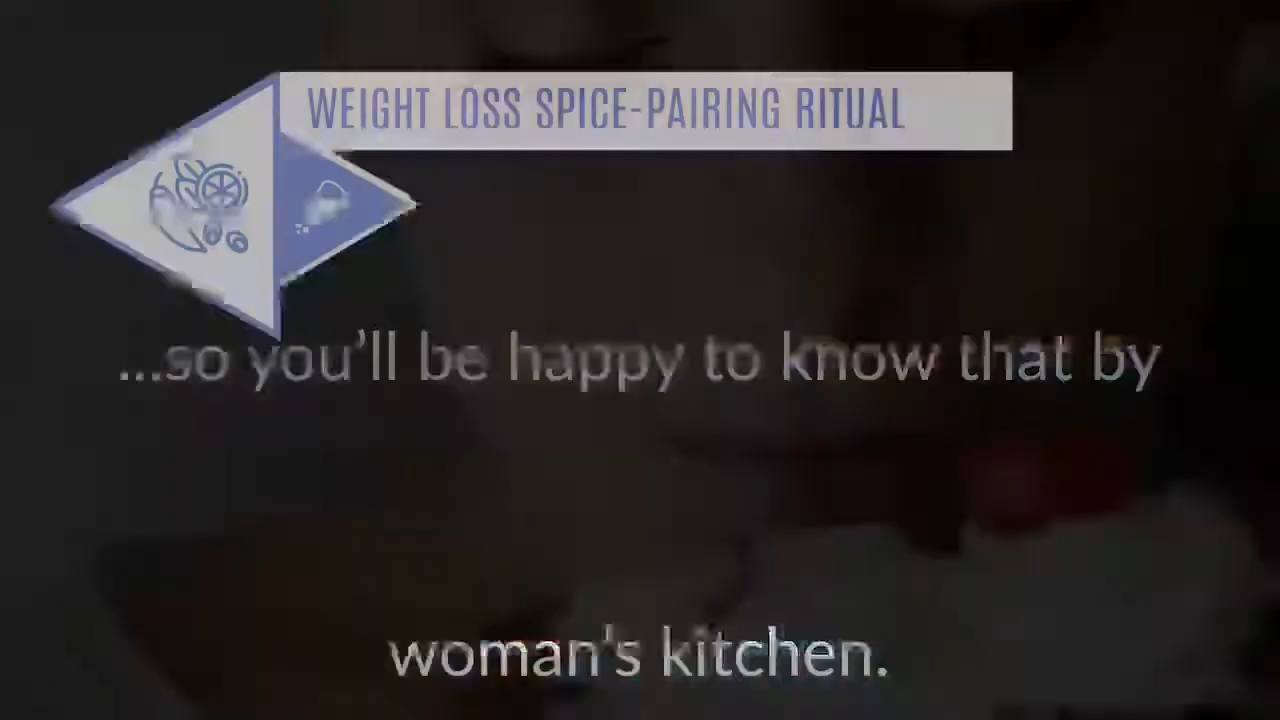 WEIGHT LOSS SPICE-PAIRING RITUAL
...so you'll be happy to know that by
woman's kitchen.